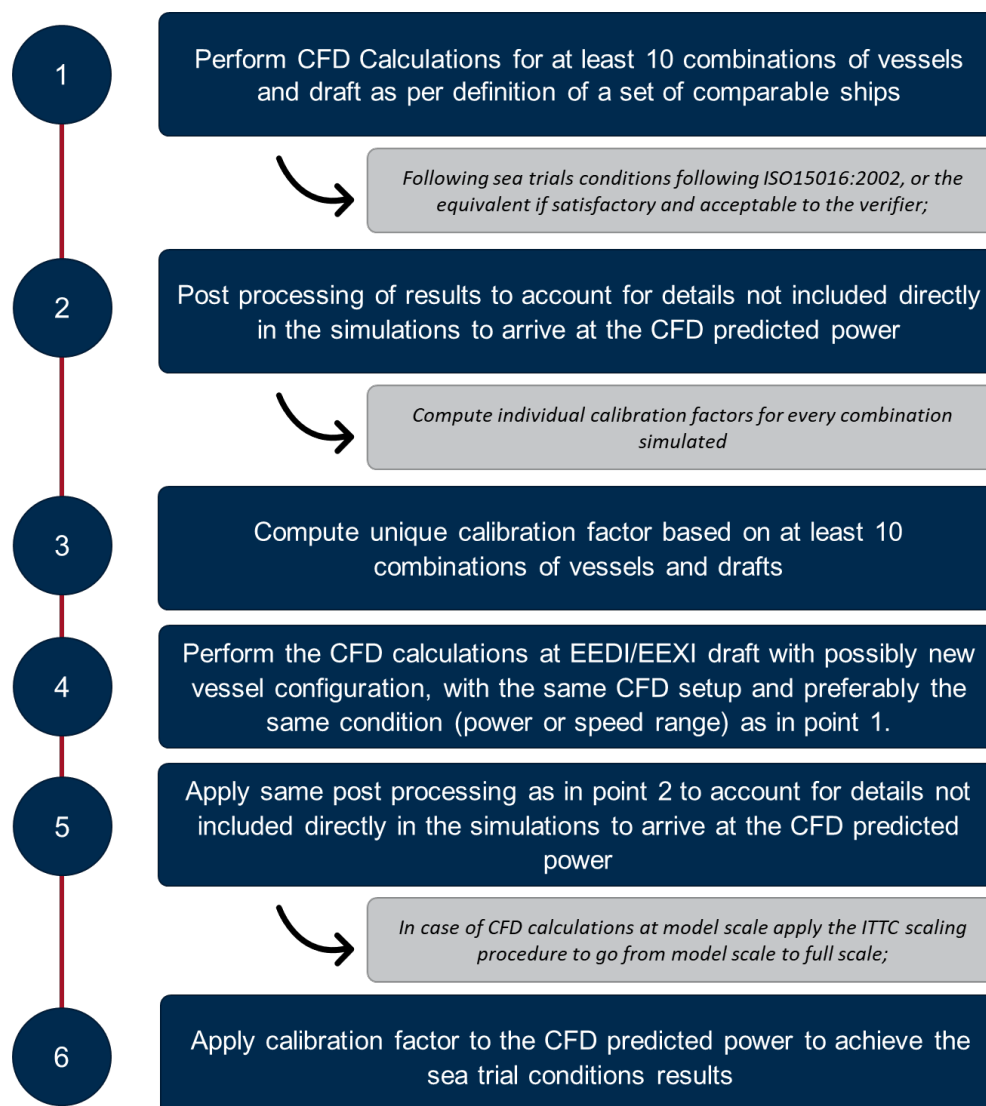 1
Perform CFD Calculations for at least 10 combinations of vessels
and draft as per definition of a set of comparable ships
Following sea trials conditions following ISO15016:2002, or the
equivalent if satisfactory and acceptable to the verifier;
2
Post processing of results to account for details not included directly
in the simulations to arrive at the CFD predicted power
Compute individual calibration factors for every combination
simulated
3
Compute unique calibration factor based on at least 10
combinations of vessels and drafts
4
Perform the CFD calculations at EEDI/EEXI draft with possibly new
vessel configuration, with the same CFD setup and preferably the
same condition (power or speed range) as in point 1.
5
Apply same post processing as in point 2 to account for details not
included directly in the simulations to arrive at the CFD predicted
power
In case of CFD calculations at model scale apply the ITTC scaling
procedure to go from model scale to full scale;
6
Apply calibration factor to the CFD predicted power to achieve the
sea trial conditions results